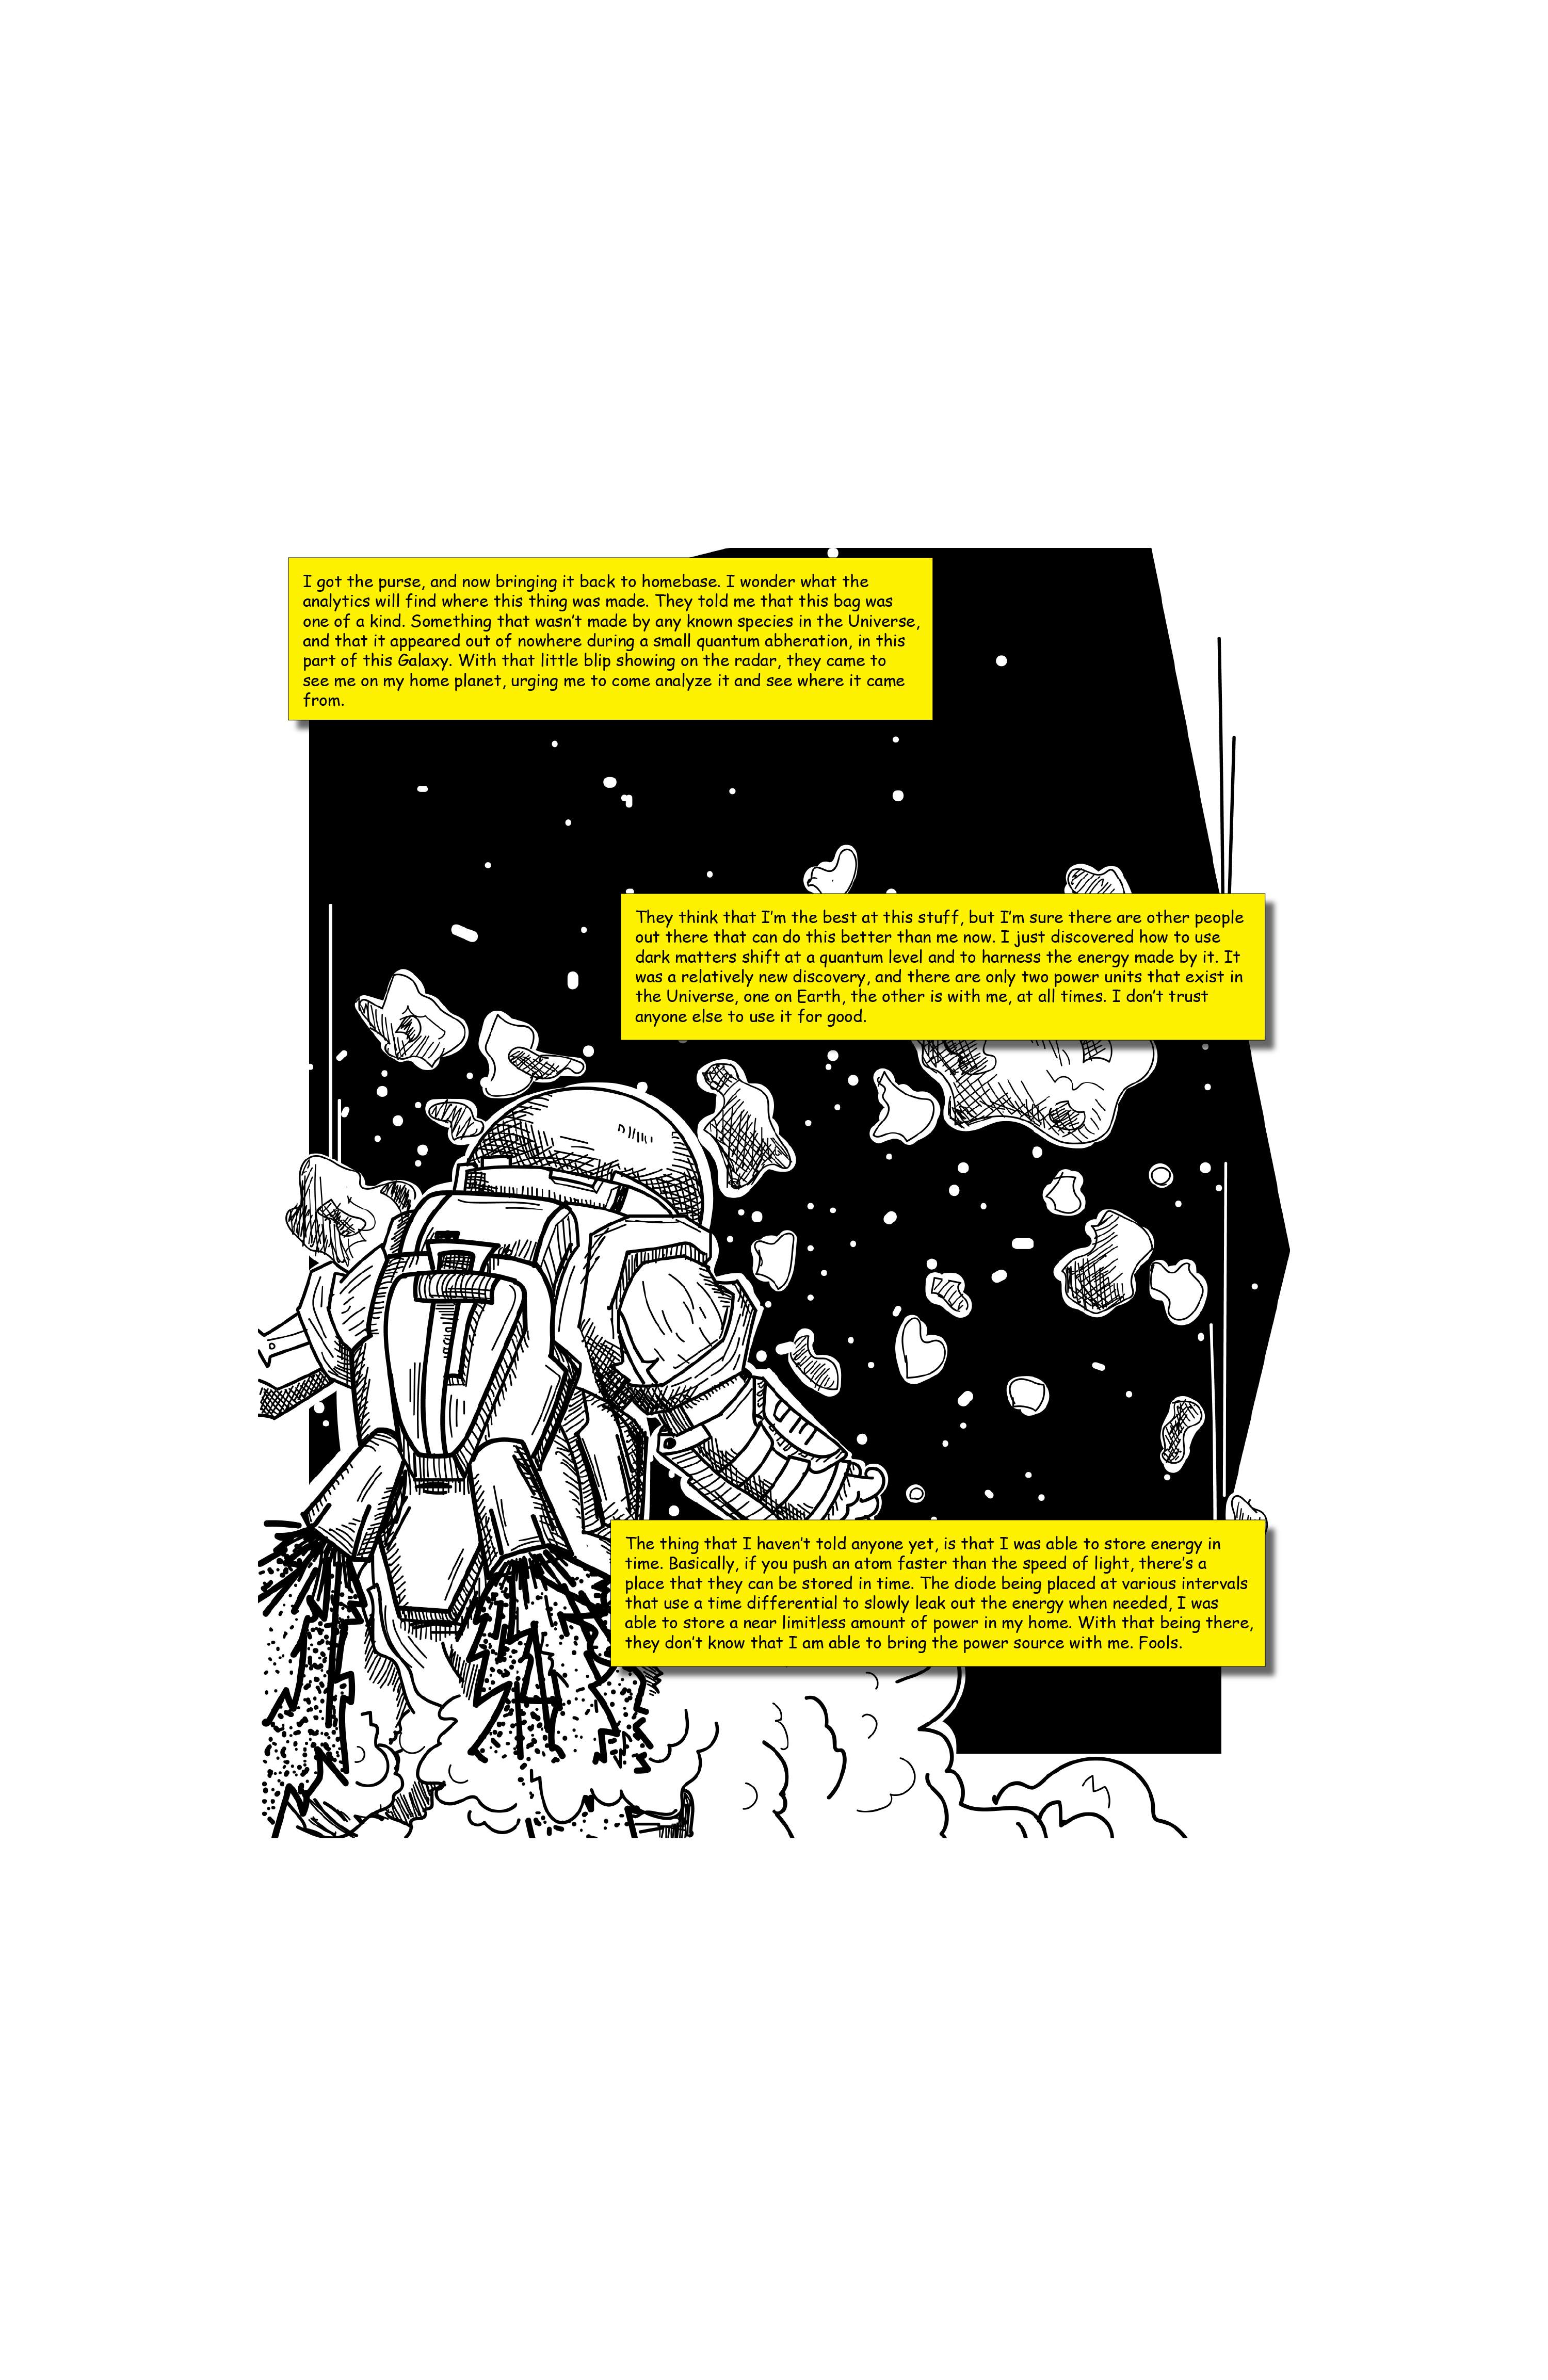 I got the purse, and now bringing it back to homebase. I wonder what the
analytics will find where this thing was made. They told me that this bag was
one of a kind. Something that wasn't made by any known species in the Universe,
and that it appeared out of nowhere during a small quantum abheration, in this
part of this Galaxy. With that little blip showing on the radar, they came to
see me on my home planet, urging me to come analyze it and see where it came
from.
They think that I'm the best at this stuff, but I'm sure there are other people
out there that can do this better than me now. I just discovered how to use
dark matters shift at a quantum level and to harness the energy made by it. It
was a relatively new discovery, and there are only two power units that exist in
the Universe, one on Earth, the other is with me, at all times. I don't trust
anyone else to use it for good.
The thing that I haven't told anyone yet, is that I was able to store energy in
time. Basically, if you push an atom faster than the speed of light, there's a
place that they can be stored in time. The diode being placed at various intervals
that use a time differential to slowly leak out the energy when needed, I was
able to store a near limitless amount of power in my home. With that being there,
they don't know that I am able to bring the power source with me. Fools.